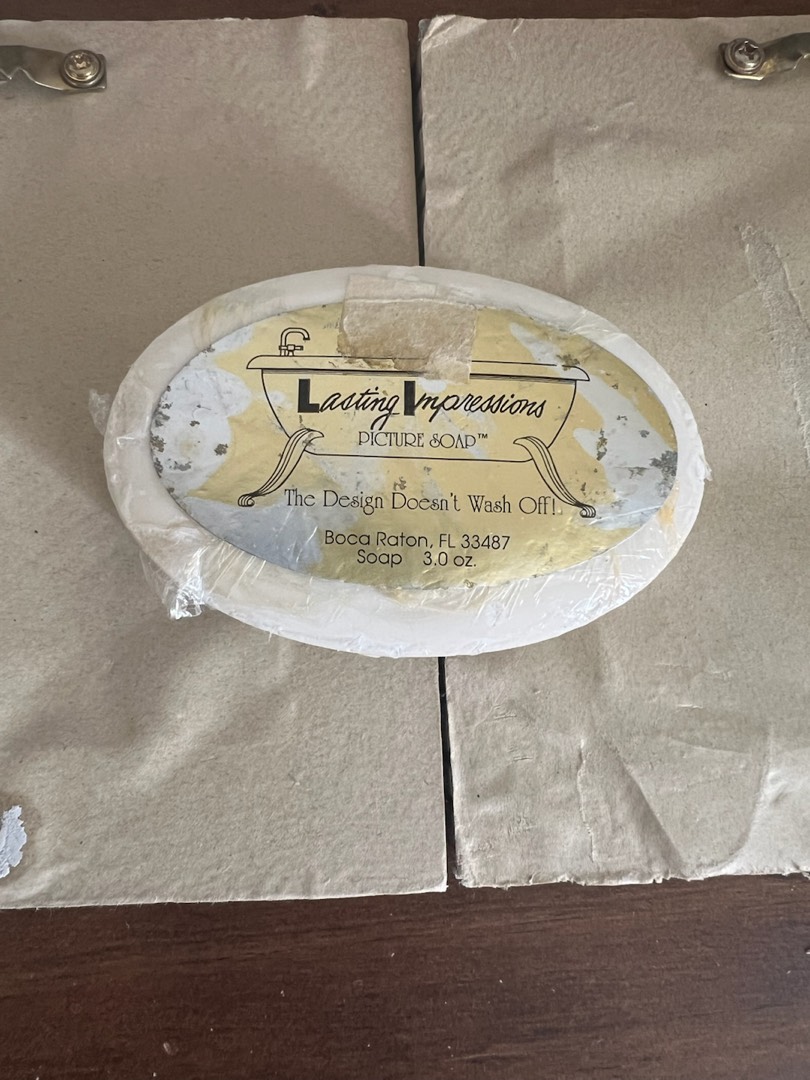 Lasting Impressions
PICTURE SOAP™
The Design Doesn't Wash Off!
Boca Raton, FL 33487
Soap 3.0 oz.